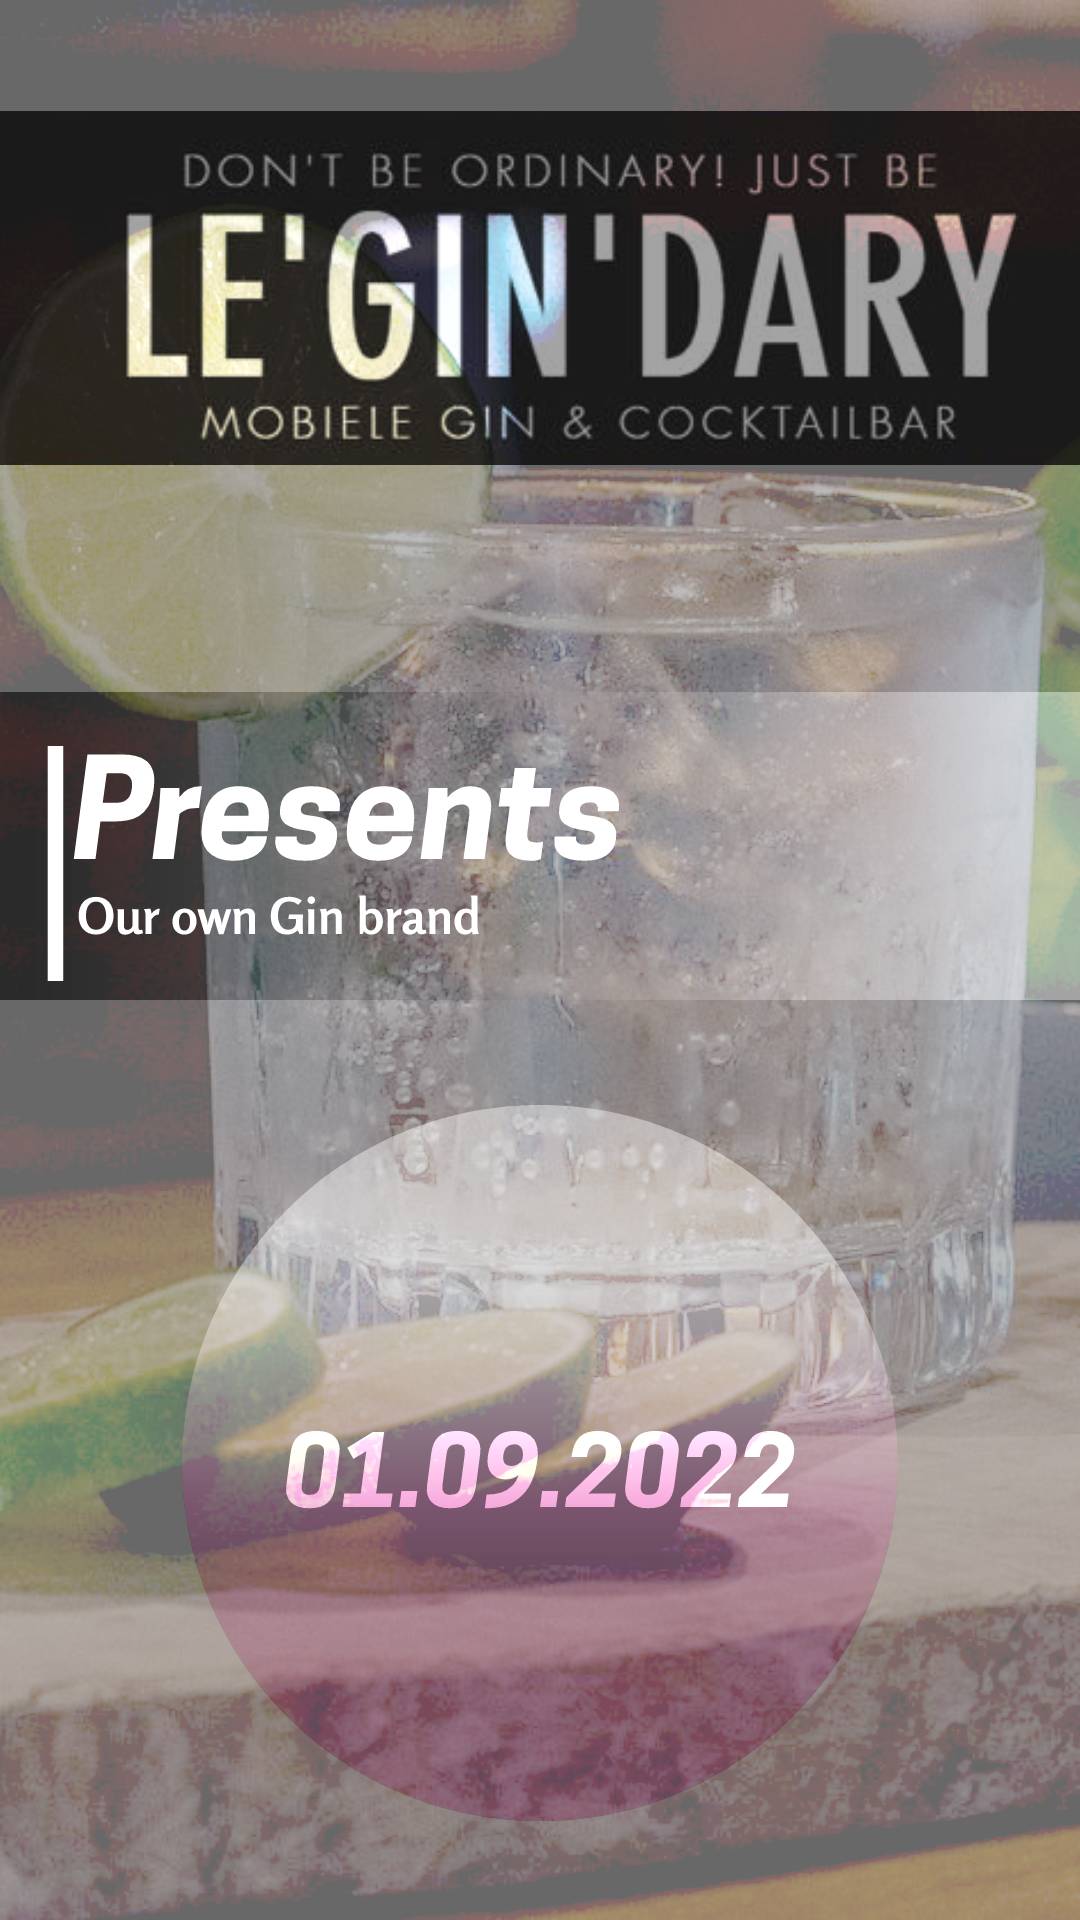 DON'T BE ORDINARY! JUST BE
LE'GIN'DARY
MOBIELE GIN & COCKTAILBAR
Presents
Our own Gin brand
01.09.2022